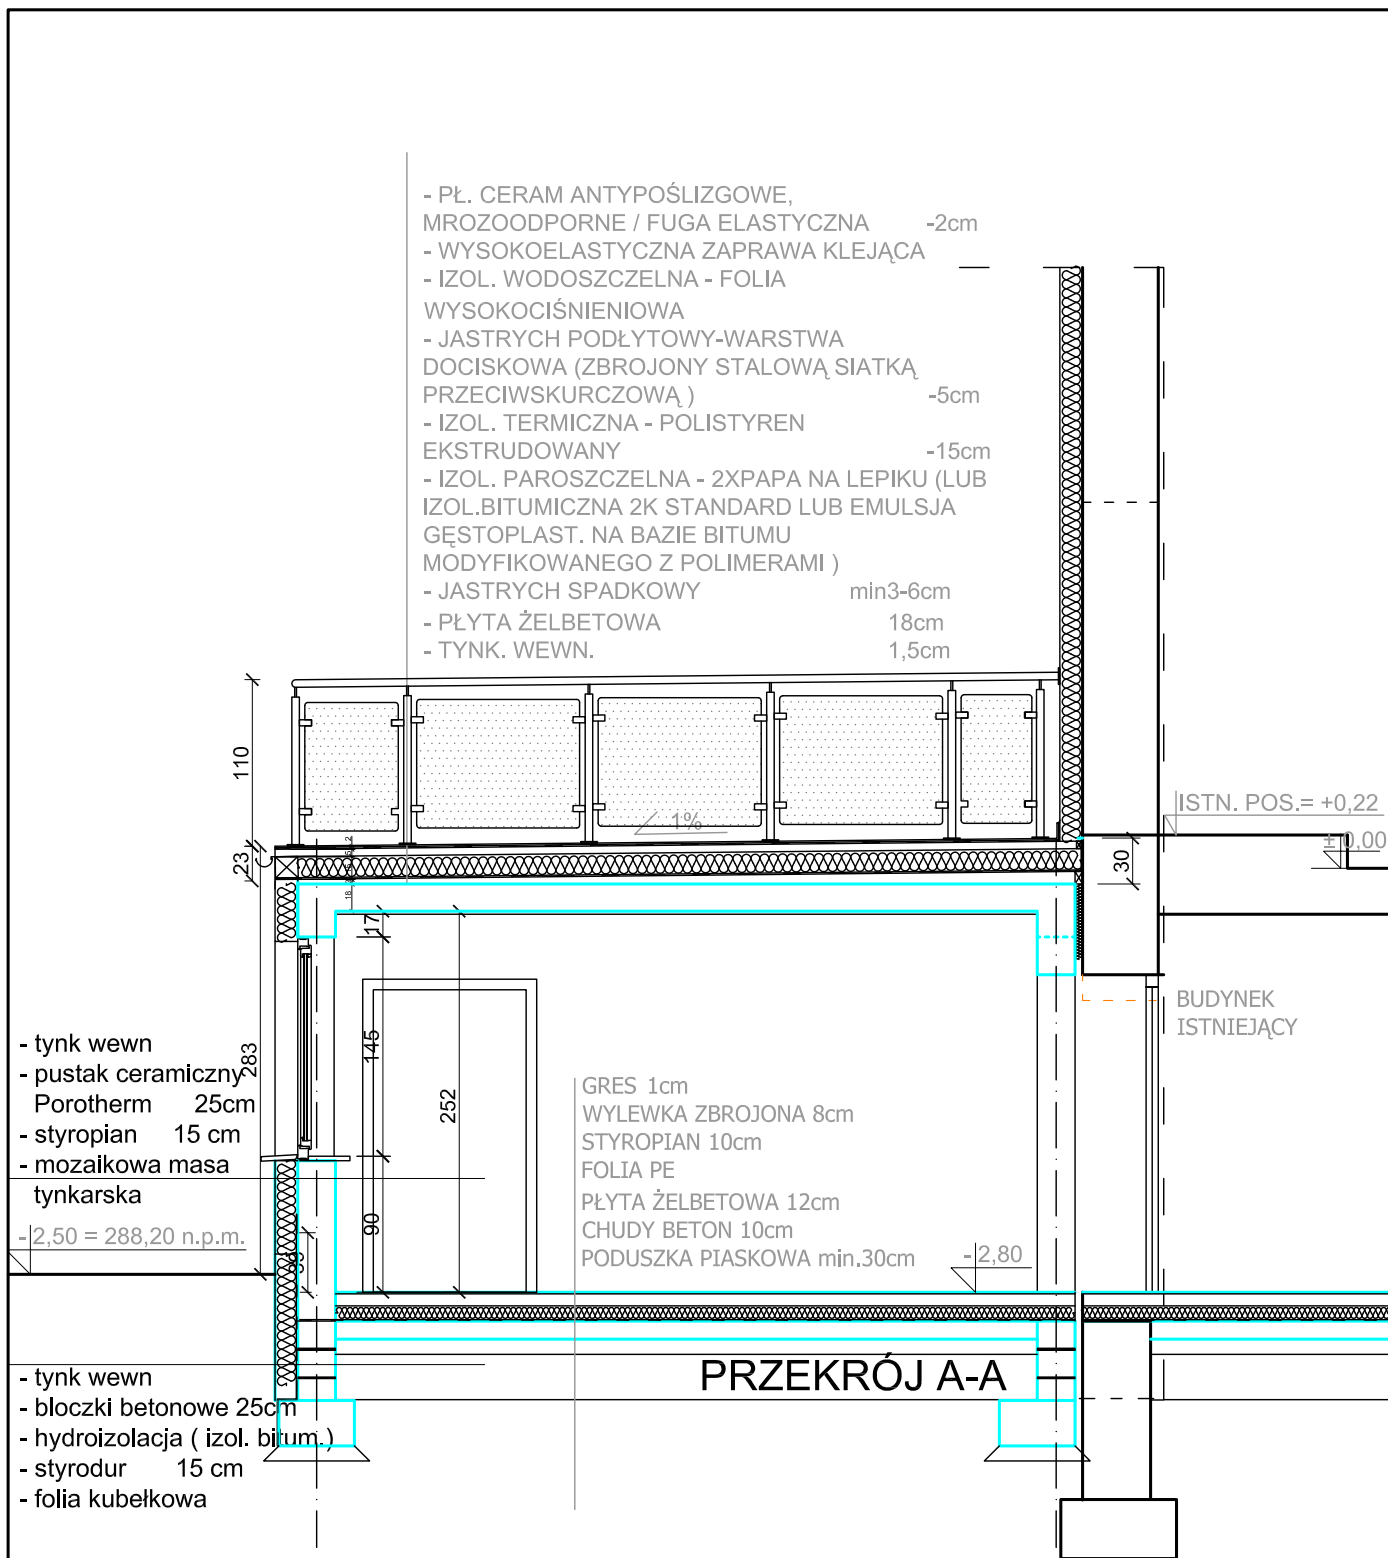 - PŁ. CERAM ANTYPOŚLIZGOWE,
MROZOODPORNE / FUGA ELASTYCZNA -2cm
- WYSOKOELASTYCZNA ZAPRAWA KLEJĄCA
- IZOL. WODOSZCZELNA - FOLIA
WYSOKOCIŚNIENIOWA
- JASTRYCH PODŁYTOWY-WARSTWA
DOCISKOWA (ZBROJONY STALOWĄ SIATKĄ
PRZECIWSKURCZOWĄ ) -5cm
- IZOL. TERMICZNA - POLISTYREN
EKSTRUDOWANY -15cm
- IZOL. PAROSZCZELNA - 2XPAPA NA LEPIKU (LUB
IZOL.BITUMICZNA 2K STANDARD LUB EMULSJA
GĘSTOPLAST. NA BAZIE BITUMU
MODYFIKOWANEGO Z POLIMERAMI )
- JASTRYCH SPADKOWY min3-6cm
- PŁYTA ŻELBETOWA 18cm
- TYNK. WEWN. 1,5cm
110
1%
ISTN. POS.= +0,22
±0,00
23
30
18
17
BUDYNEK
ISTNIEJĄCY
283
145
252
90
- tynk wewn
- pustak ceramiczny
Porotherm 25cm
- styropian 15 cm
- mozaikowa masa
tynkarska
-2,50 = 288,20 n.p.m.
GRES 1cm
WYLEWKA ZBROJONA 8cm
STYROPIAN 10cm
FOLIA PE
PŁYTA ŻELBETOWA 12cm
CHUDY BETON 10cm
PODUSZKA PIASKOWA min.30cm
-2,80
PRZEKRÓJ A-A
- tynk wewn
- bloczki betonowe 25cm
- hydroizolacja ( izol. bitum.)
- styrodur 15 cm
- folia kubełkowa